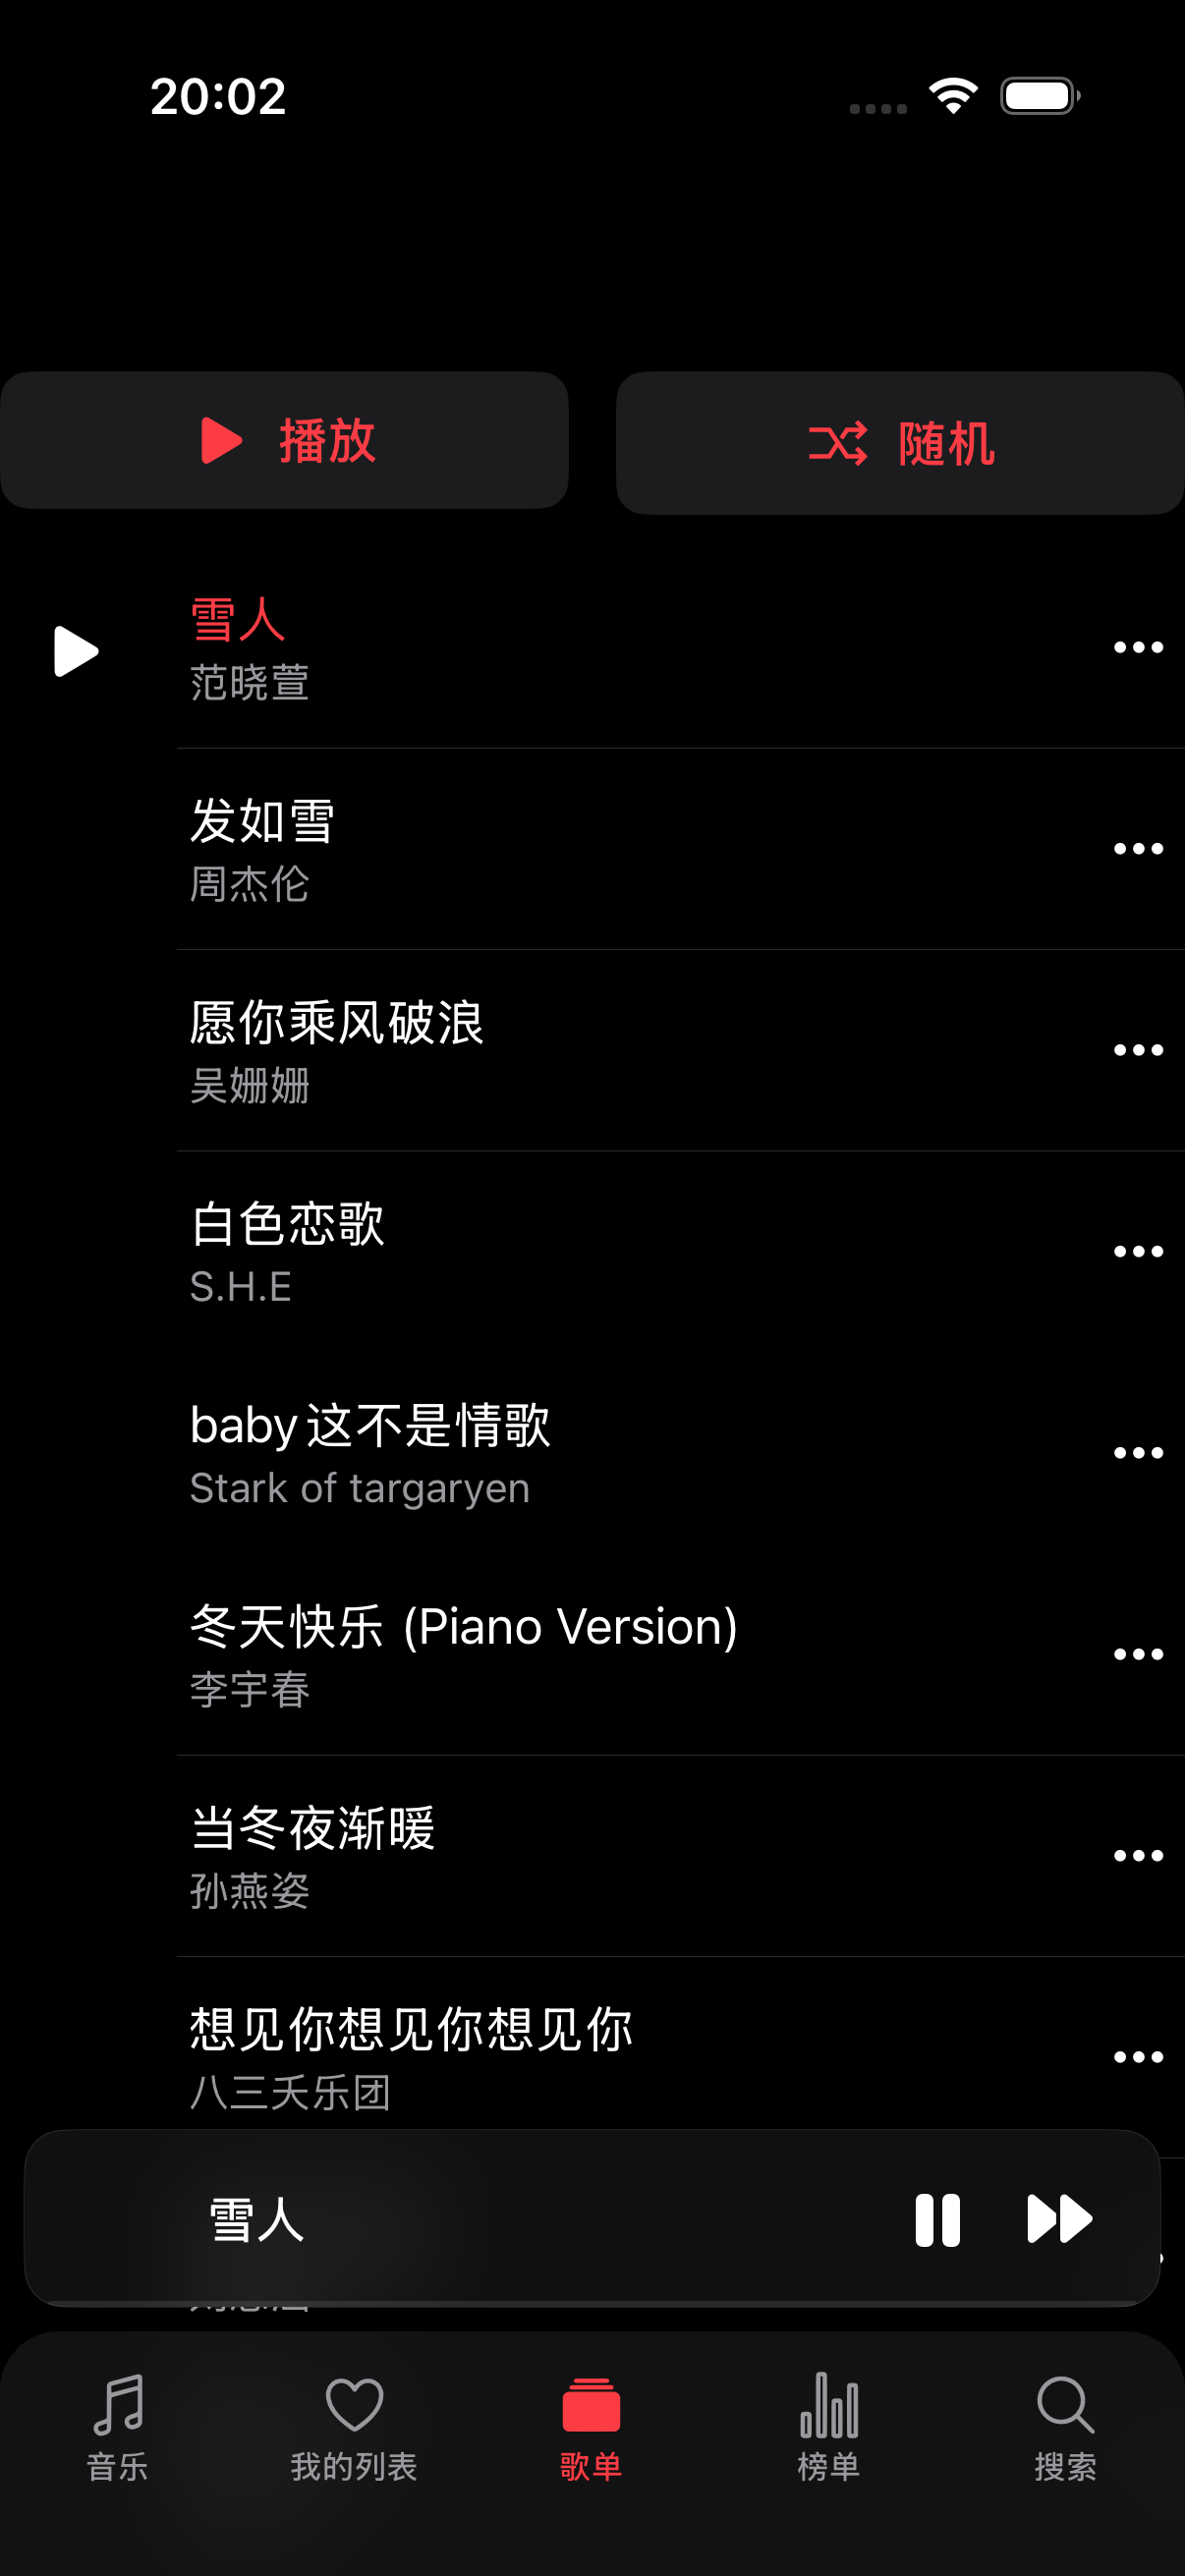 20:02
播放
随机
雪人
范晓萱
发如雪
周杰伦
愿你乘风破浪
吴姗姗
白色恋歌
S.H.E
baby这不是情歌
Stark of targaryen
冬天快乐 (Piano Version)
李宇春
当冬夜渐暖
孙燕姿
想见你想见你想见你
八三夭乐团
雪人
音乐
我的列表
歌单
榜单
搜索